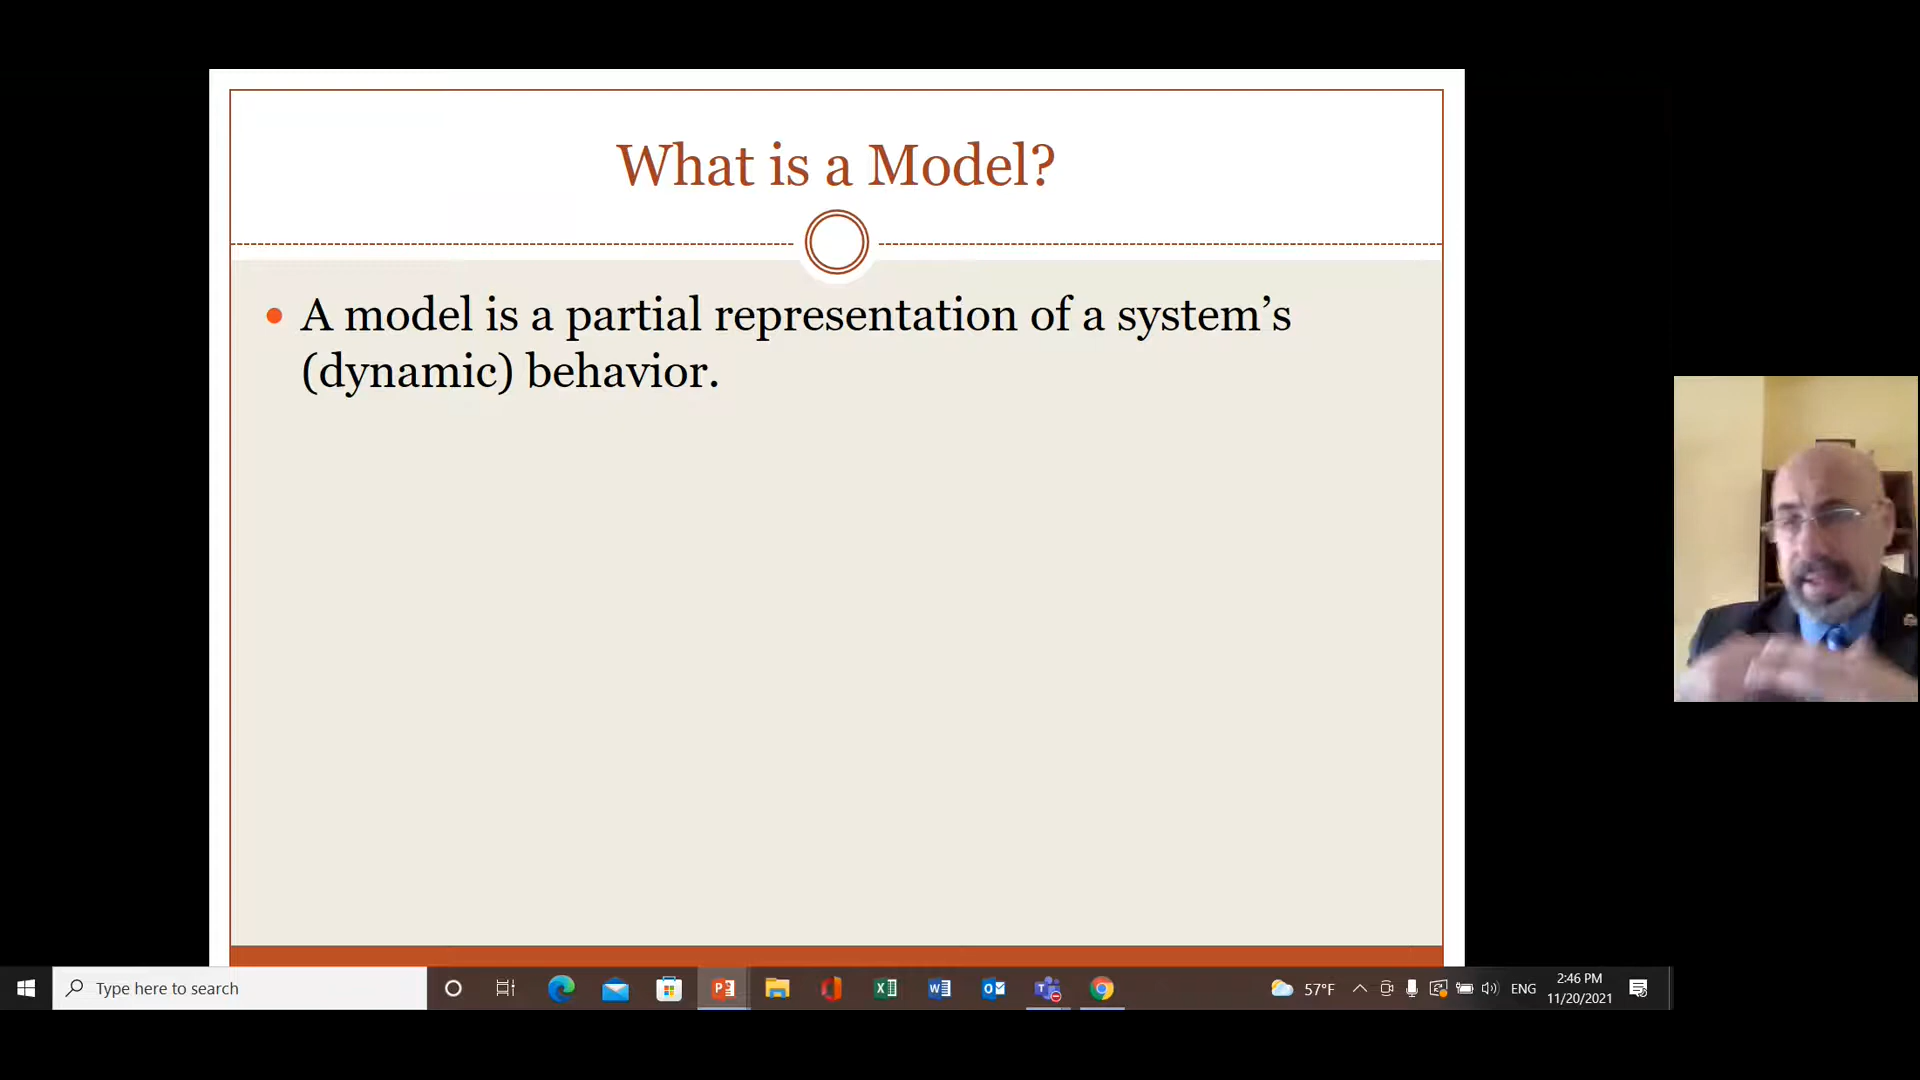 What is a Model?
• A model is a partial representation of a system’s
(dynamic) behavior.
Type here to search
57°F
ENG
2:46 PM
11/20/2021